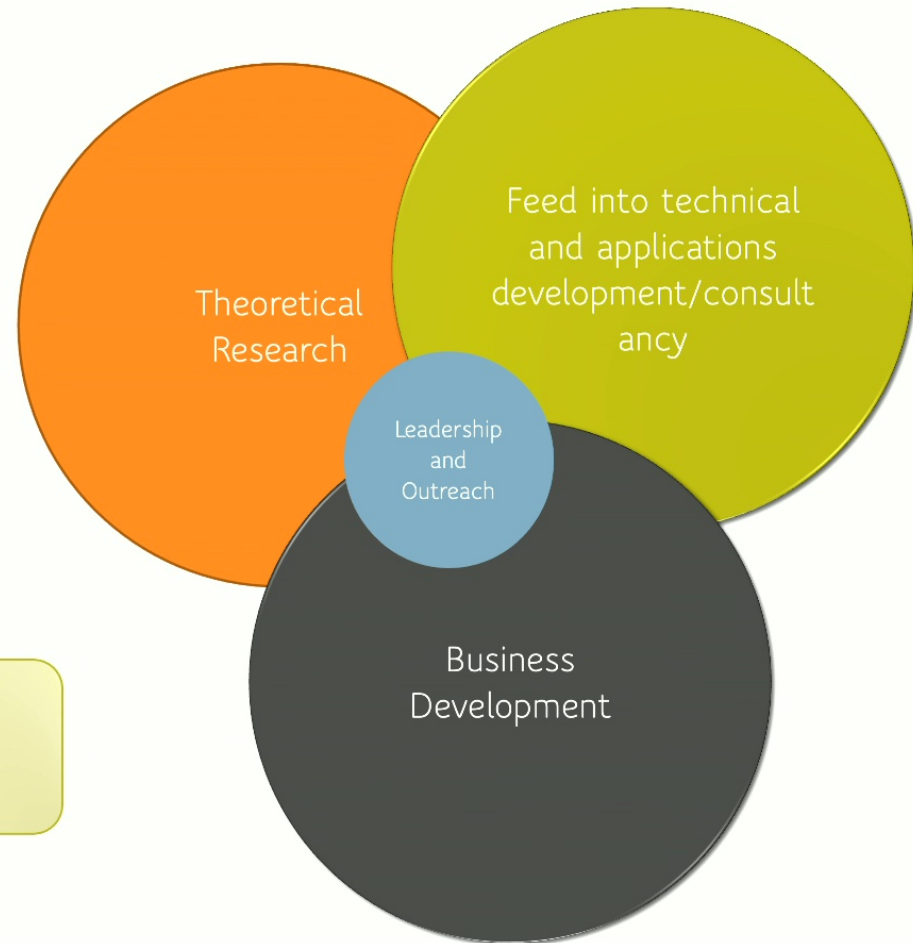 Theoretical
Research
Feed into technical
and applications
development/consult
ancy
Leadership
and
Outreach
Business
Development